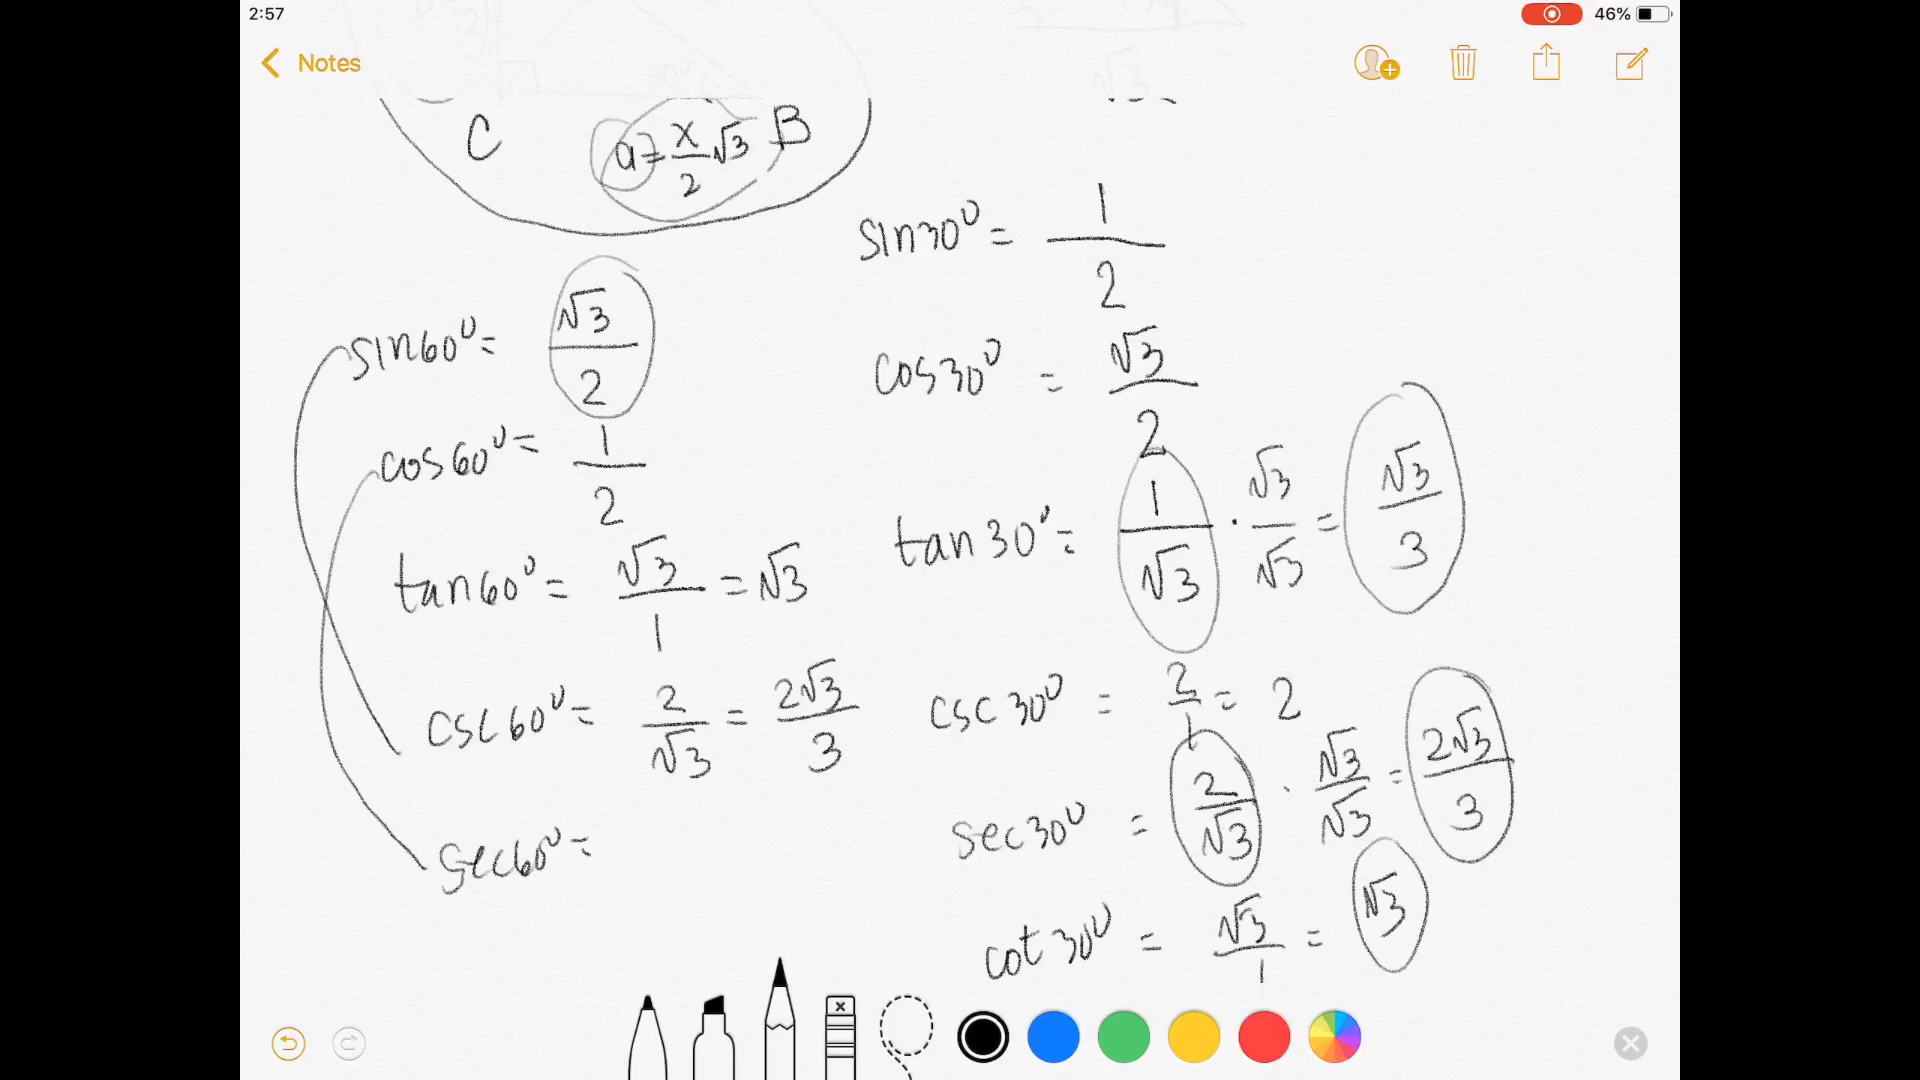 2:57
46%
Notes
C
a = x/2 √3
B
sin30° = 1/2
sin60° = √3/2
cos30° = √3/2
cos60° = 1/2
tan30° = 1/√3 · √3/√3 = √3/3
tan60° = √3/1 = √3
csc60° = 2/√3 = 2√3/3
csc30° = 2/1 = 2
sec30° = 2/√3 · √3/√3 = 2√3/3
sec60° =
cot30° = √3/1 = √3